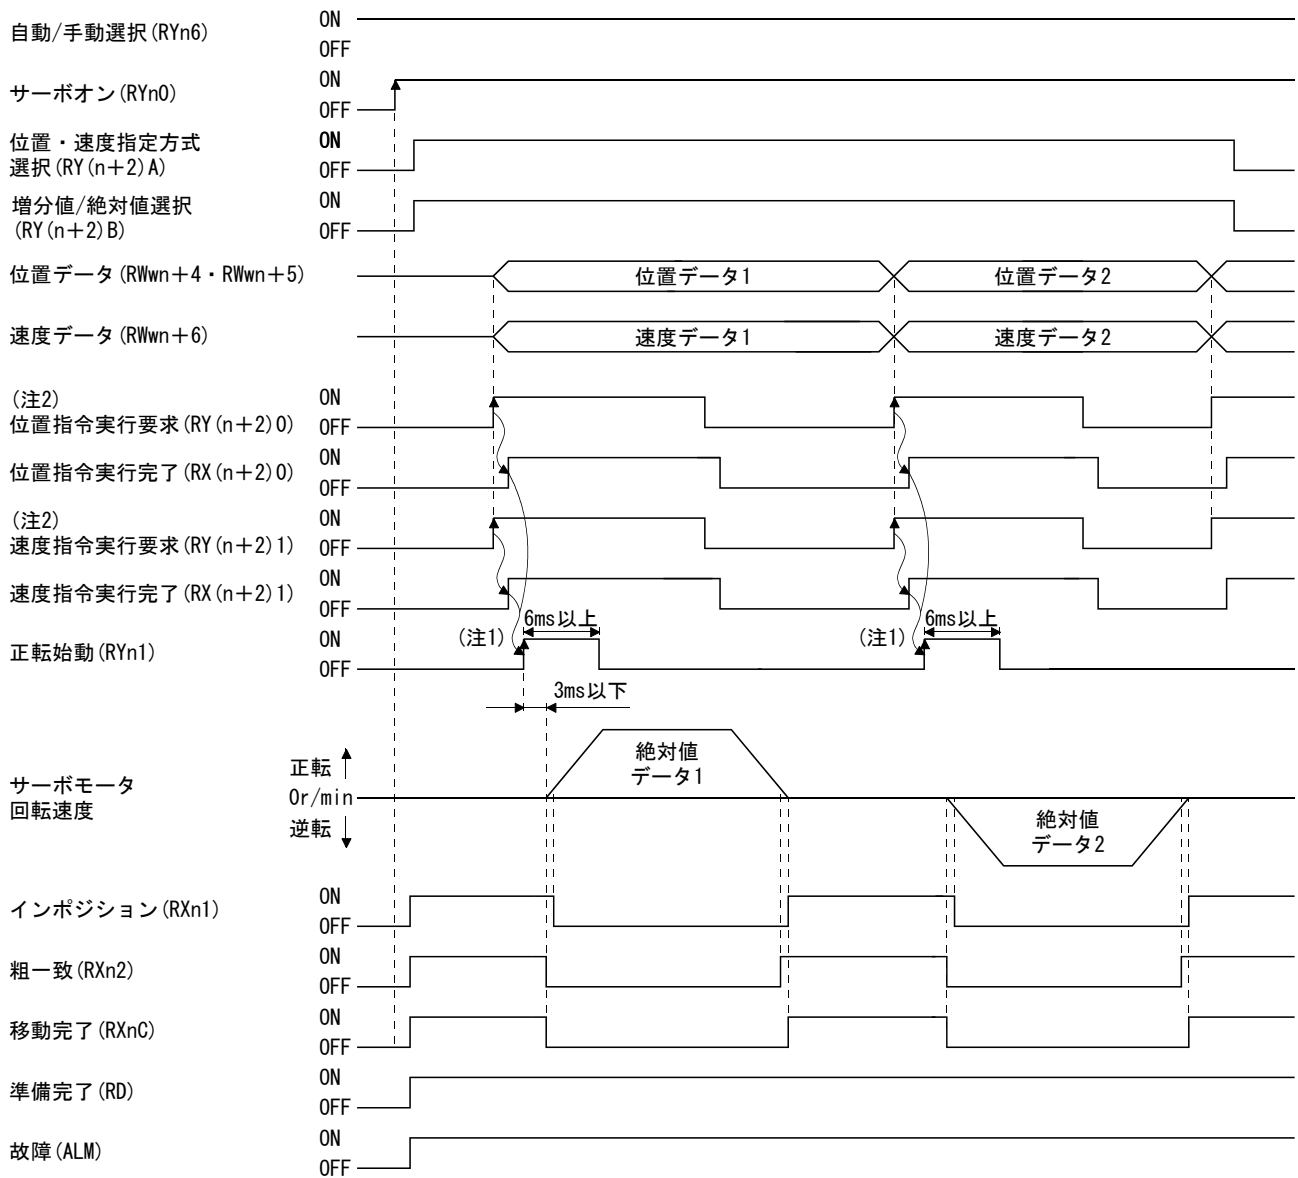 自動/手動選択(RYn6)
ON
OFF
サーボオン(RYn0)
ON
OFF
位置・速度指定方式
選択(RY(n+2)A)
ON
OFF
増分値/絶対値選択
(RY(n+2)B)
ON
OFF
位置データ(RWwn+4・RWwn+5)
位置データ1
位置データ2
速度データ(RWwn+6)
速度データ1
速度データ2
(注2)
位置指令実行要求(RY(n+2)0)
ON
OFF
位置指令実行完了(RX(n+2)0)
ON
OFF
(注2)
速度指令実行要求(RY(n+2)1)
ON
OFF
速度指令実行完了(RX(n+2)1)
ON
OFF
正転始動(RYn1)
ON
OFF
(注1)
6ms以上
(注1)
6ms以上
3ms以下
サーボモータ
回転速度
正転
0r/min
逆転
絶対値
データ1
絶対値
データ2
インポジション(RXn1)
ON
OFF
粗一致(RXn2)
ON
OFF
移動完了(RXnC)
ON
OFF
準備完了(RD)
ON
OFF
故障(ALM)
ON
OFF